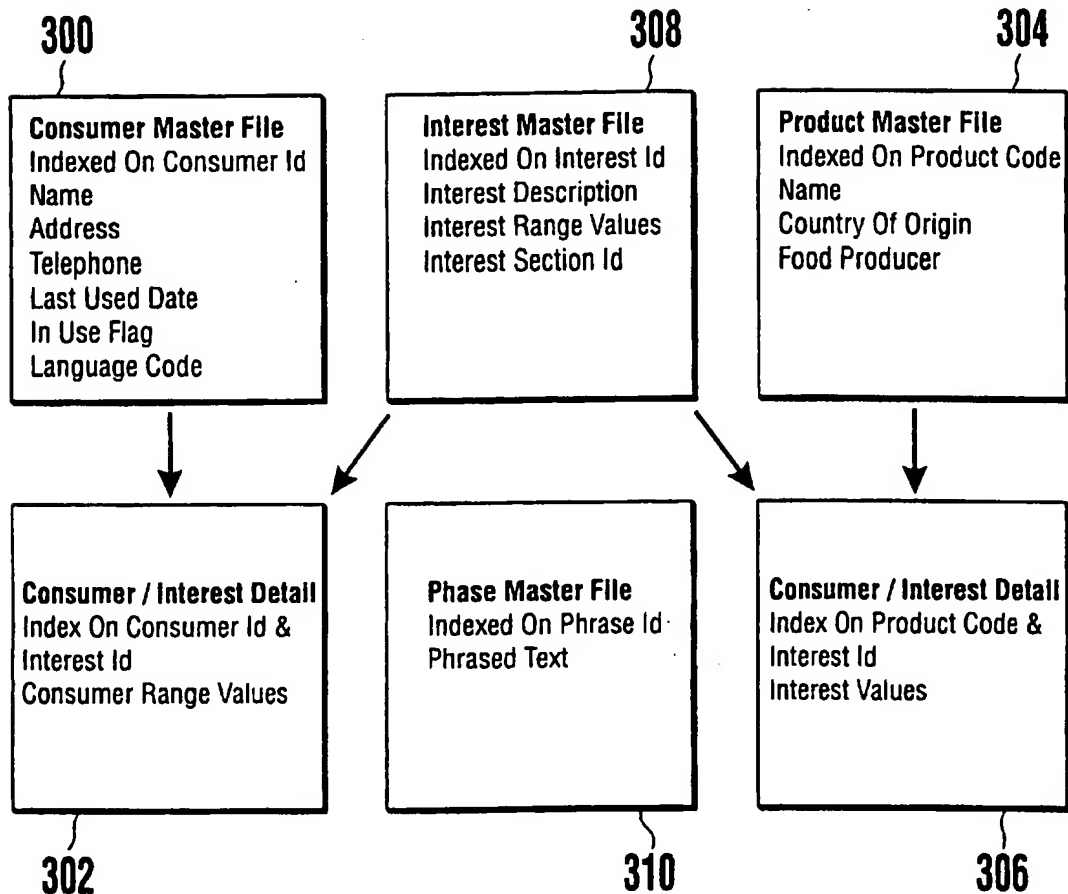 300
308
304
Consumer Master File
Indexed On Consumer Id
Name
Address
Telephone
Last Used Date
In Use Flag
Language Code
Interest Master File
Indexed On Interest Id
Interest Description
Interest Range Values
Interest Section Id
Product Master File
Indexed On Product Code
Name
Country Of Origin
Food Producer
Consumer / Interest Detail
Index On Consumer Id &
Interest Id
Consumer Range Values
Phase Master File
Indexed On Phrase Id
Phrased Text
Consumer / Interest Detail
Index On Product Code &
Interest Id
Interest Values
302
310
306